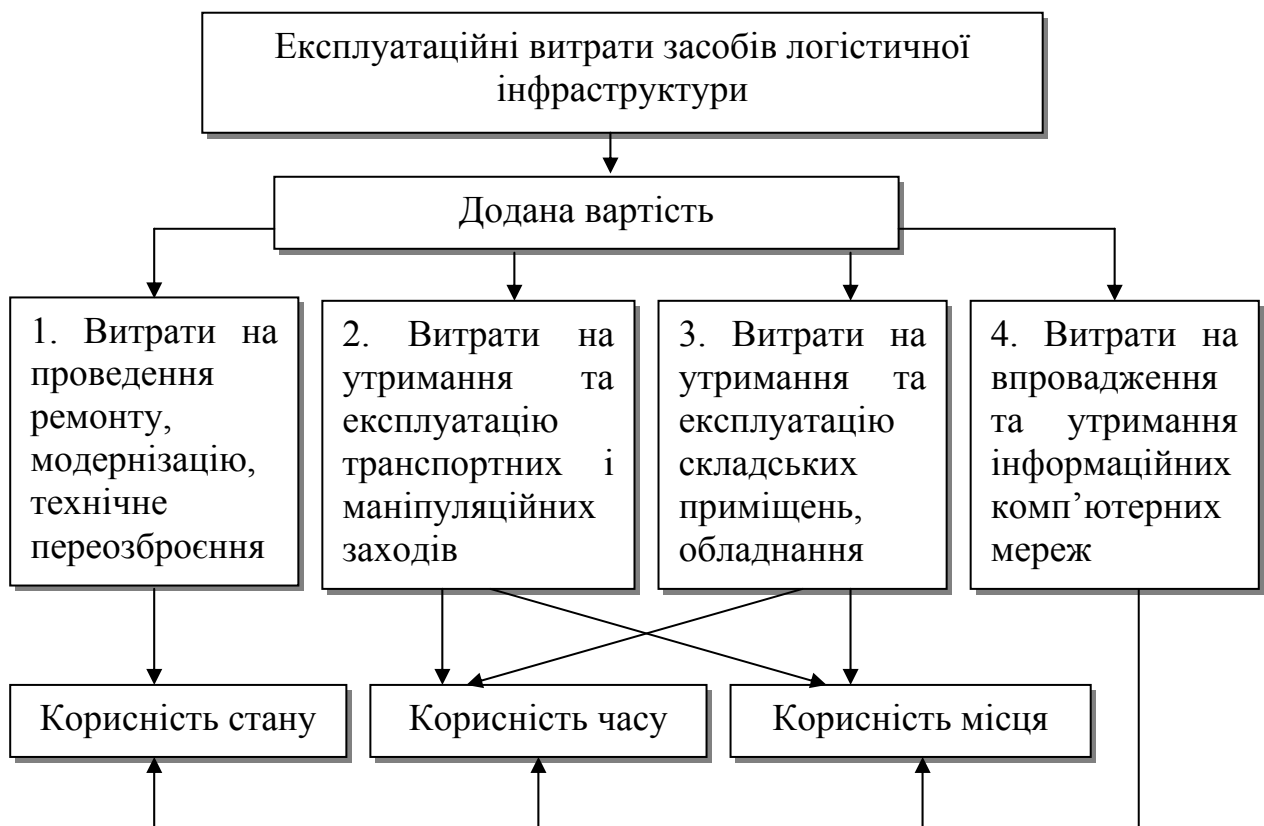 Експлуатаційні витрати засобів логістичної
інфраструктури
Додана вартість
1. Витрати на
проведення
ремонту,
модернізацію,
технічне
переозброєння
2. Витрати на
утримання та
експлуатацію
транспортних і
маніпуляційних
заходів
3. Витрати на
утримання та
експлуатацію
складських
приміщень,
обладнання
4. Витрати на
впровадження
та утримання
інформаційних
комп’ютерних
мереж
Корисність стану
Корисність часу
Корисність місця